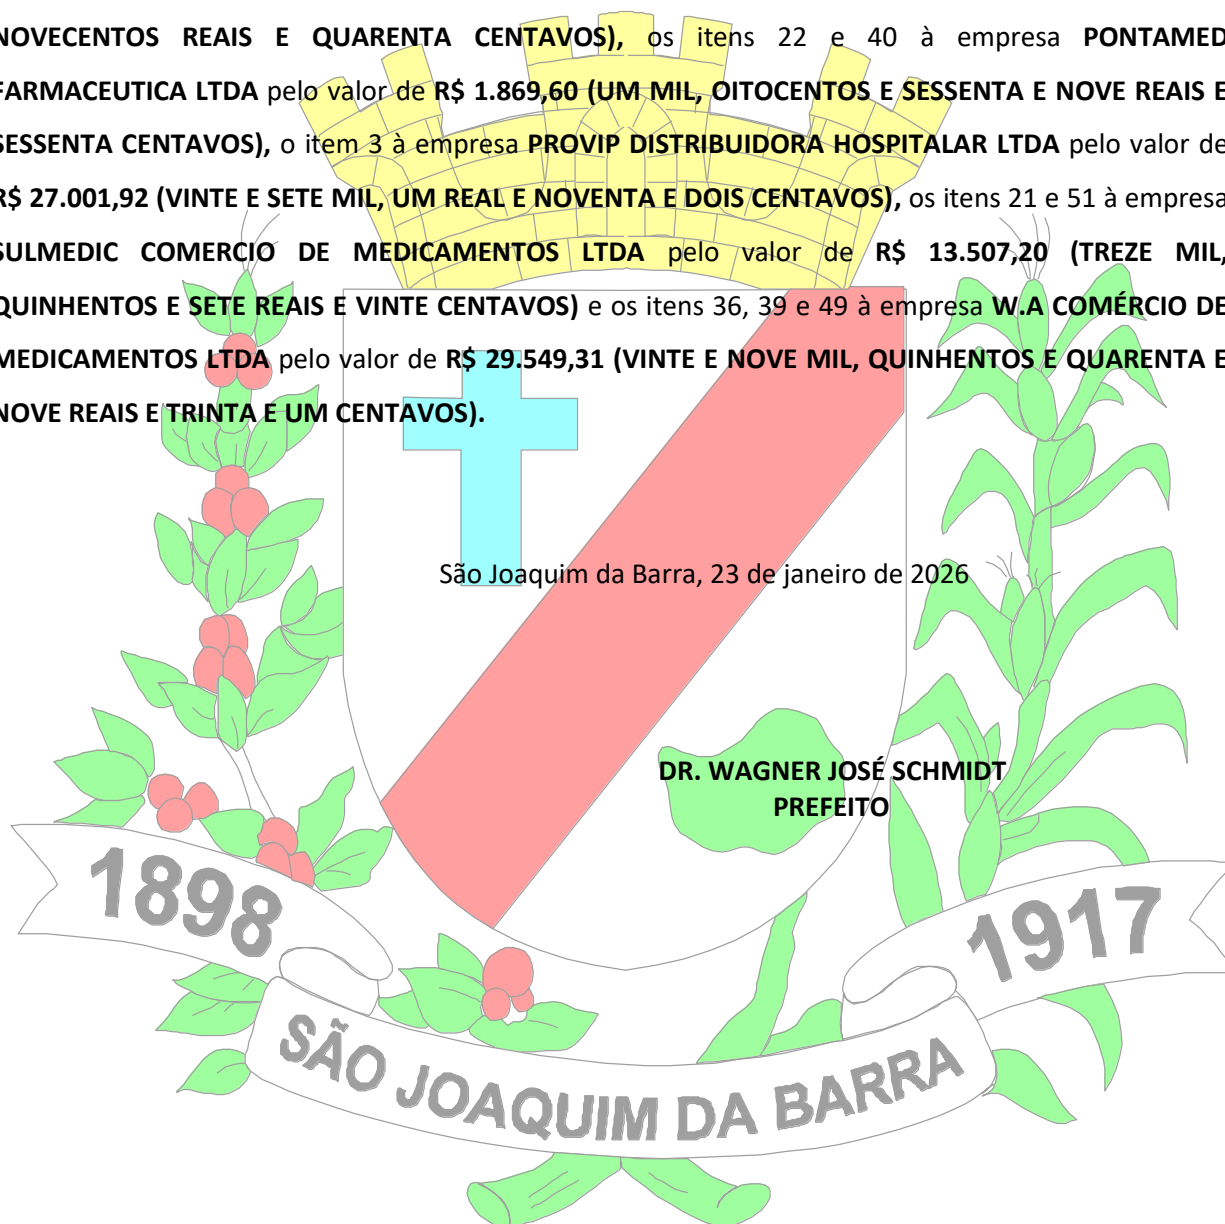 NOVECENTOS REAIS E QUARENTA CENTAVOS), os itens 22 e 40 à empresa PONTAMED
FARMACEUTICA LTDA pelo valor de R$ 1.869,60 (UM MIL, OITOCENTOS E SESSENTA E NOVE REAIS E
SESSENTA CENTAVOS), o item 3 à empresa PROVIP DISTRIBUIDORA HOSPITALAR LTDA pelo valor de
R$ 27.001,92 (VINTE E SETE MIL, UM REAL E NOVENTA E DOIS CENTAVOS), os itens 21 e 51 à empresa
SULMEDIC COMERCIO DE MEDICAMENTOS LTDA pelo valor de R$ 13.507,20 (TREZE MIL,
QUINHENTOS E SETE REAIS E VINTE CENTAVOS) e os itens 36, 39 e 49 à empresa W.A COMÉRCIO DE
MEDICAMENTOS LTDA pelo valor de R$ 29.549,31 (VINTE E NOVE MIL, QUINHENTOS E QUARENTA E
NOVE REAIS E TRINTA E UM CENTAVOS).
São Joaquim da Barra, 23 de janeiro de 2026
DR. WAGNER JOSÉ SCHMIDT
PREFEITO
1898
1917
SÃO JOAQUIM DA BARRA